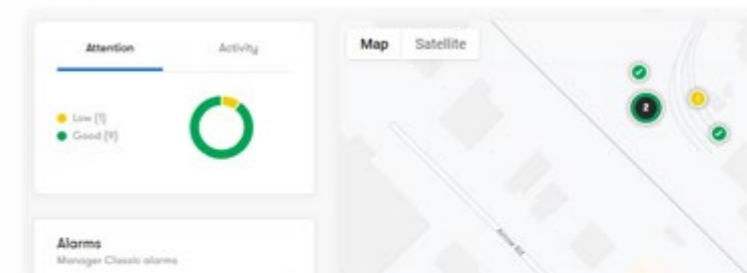 Attention Activity
Low (1)
Good (9)
Alarms
Manager Classic alarms
Map Satellite
2